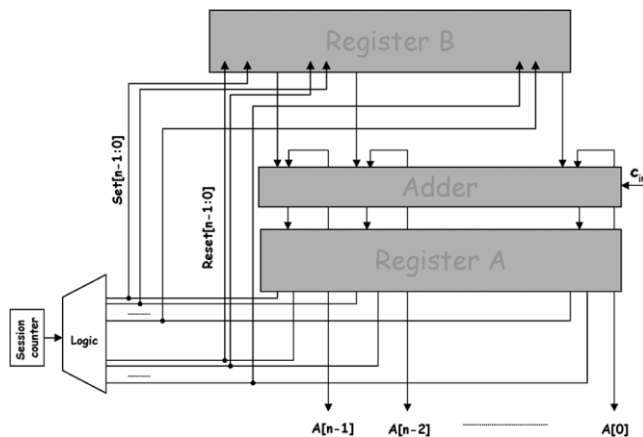 Register B
Set[n-1:0]
Reset[n-1:0]
Adder
Register A
Session
counter
Logic
A[n-1]
A[n-2]
A[0]